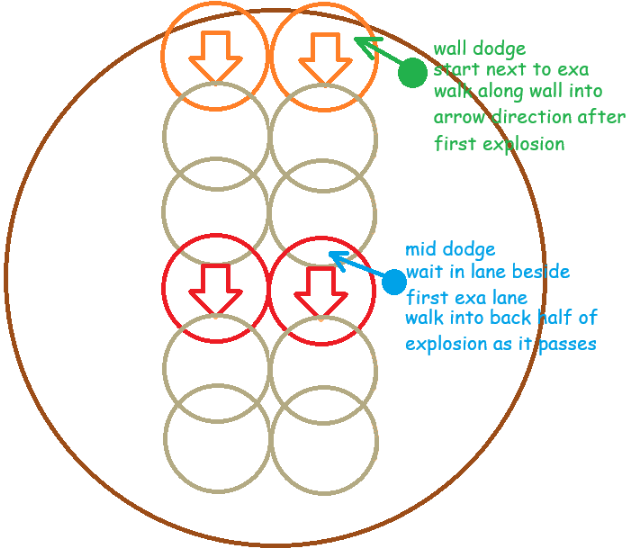 wall dodge
start next to exa
walk along wall into
arrow direction after
first explosion
mid dodge
wait in lane beside
first exa lane
walk into back half of
explosion as it passes